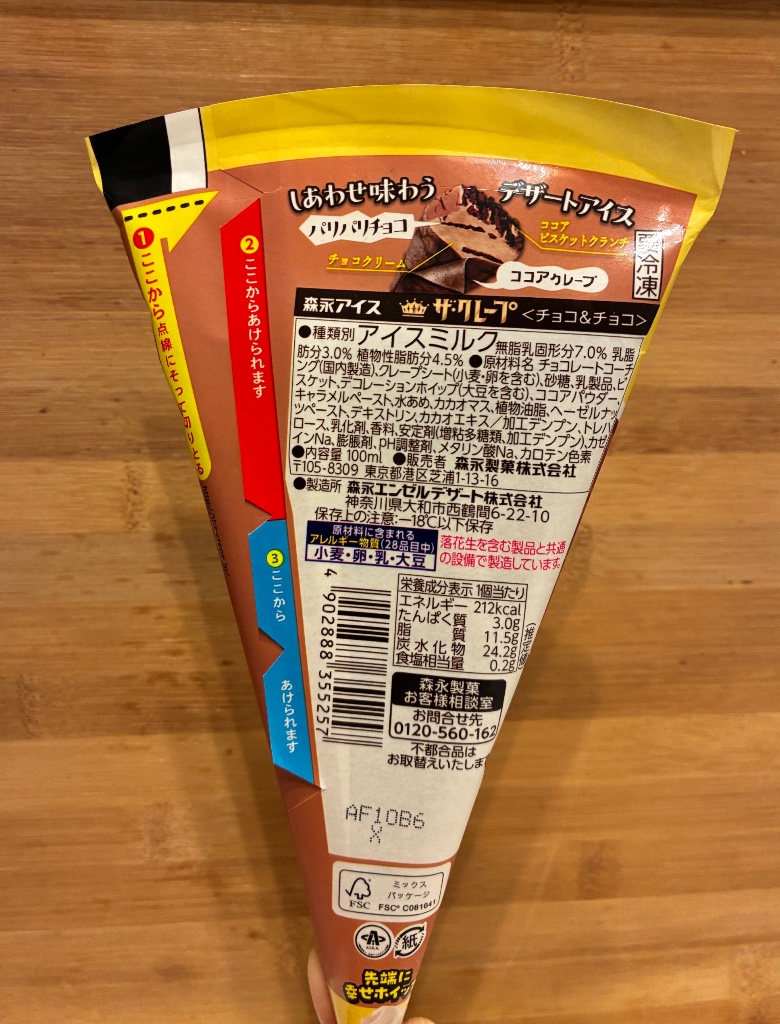 しあわせ味わう デザートアイス
パリパリチョコ
ココア
ビスケットクランチ
チョコクリーム
ココアクレープ
要冷凍
1 ここから点線にそって切りとる
2 ここからあけられます
3 ここから
あけられます
森永アイス ザ・クレープ <チョコ&チョコ>
●種類別 アイスミルク 無脂乳固形分7.0% 乳脂
肪分3.0% 植物性脂肪分4.5% ●原材料名 チョコレートコーチ
ング(国内製造)、クレープシート(小麦・卵を含む)、砂糖、乳製品、ビ
スケット、デコレーションホイップ(大豆を含む)、ココアパウダー、
キャラメルペースト、水あめ、カカオマス、植物油脂、ヘーゼルナッ
ツペースト、デキストリン、カカオエキス／加工デンプン、トレハ
ロース、乳化剤、香料、安定剤(増粘多糖類、加工デンプン)、カゼ
インNa、膨脹剤、pH調整剤、メタリン酸Na、カロテン色素
●内容量 100ml ●販売者 森永製菓株式会社
〒105-8309 東京都港区芝浦1-13-16
●製造所 森永エンゼルデザート株式会社
神奈川県大和市西鶴間6-22-10
保存上の注意:-18℃以下保存
原材料に含まれる
アレルギー物質(28品目中)
小麦・卵・乳・大豆
落花生を含む製品と共通
の設備で製造しています。
4 902888 355257
栄養成分表示 1個当たり
エネルギー 212kcal
たんぱく質 3.0g
脂質 11.5g
炭水化物 24.2g
食塩相当量 0.2g
(推定値)
森永製菓
お客様相談室
お問合せ先
0120-560-162
不都合品は
お取替えいたしま
AF10B6
X
FSC
ミックス
パッケージ
FSC® C081641
紙
先端に
幸せホイッ